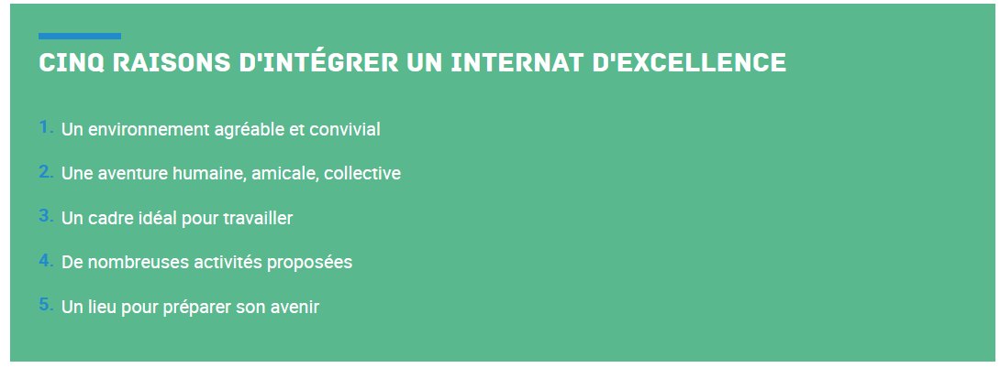 CINQ RAISONS D'INTÉGRER UN INTERNAT D'EXCELLENCE
1. Un environnement agréable et convivial
2. Une aventure humaine, amicale, collective
3. Un cadre idéal pour travailler
4. De nombreuses activités proposées
5. Un lieu pour préparer son avenir